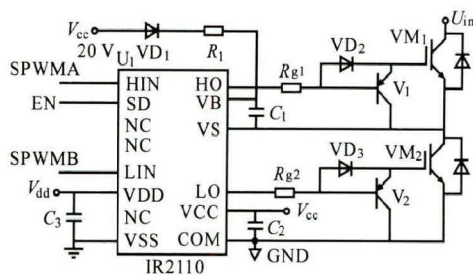 Vcc
20 V
VD1
R1
Uin
U1
SPWMA
EN
SPWMB
Vdd
C3
HIN
SD
NC
NC
LIN
VDD
NC
VSS
HO
VB
VS
LO
VCC
COM
IR2110
Rg1
C1
VD2
V1
VM1
Rg2
VD3
V2
VM2
Vcc
C2
GND